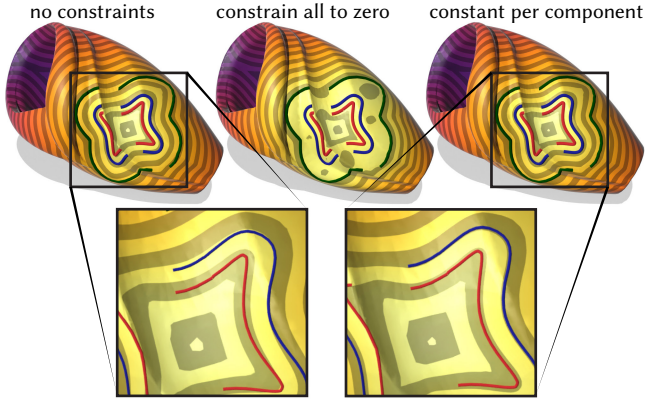 no constraints
constrain all to zero
constant per component